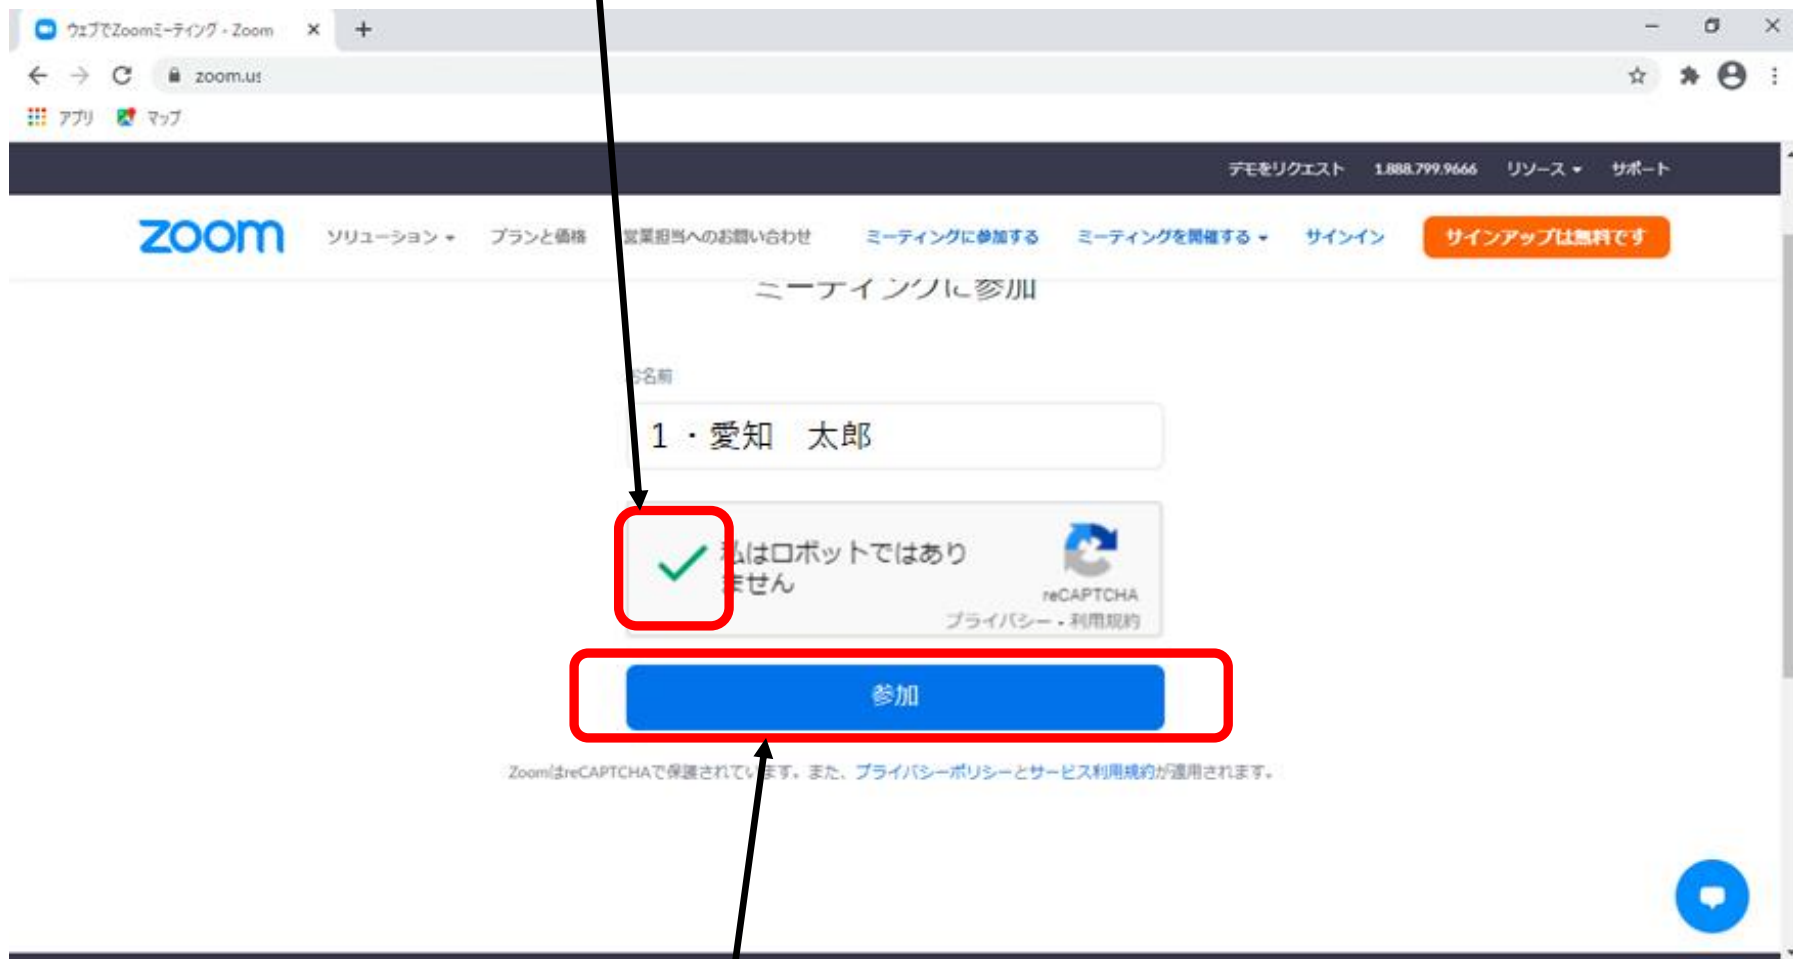 ウェブでZoomミーティング - Zoom
zoom.us
アプリ マップ
デモをリクエスト 1.888.799.9666 リソース サポート
zoom ソリューション プランと価格 営業担当へのお問い合わせ ミーティングに参加する ミーティングを開催する サインイン サインアップは無料です
ミーティングに参加
お名前
1・愛知 太郎
私はロボットではあり
ません
reCAPTCHA
プライバシー - 利用規約
参加
ZoomはreCAPTCHAで保護されています。また、プライバシーポリシーとサービス利用規約が適用されます。